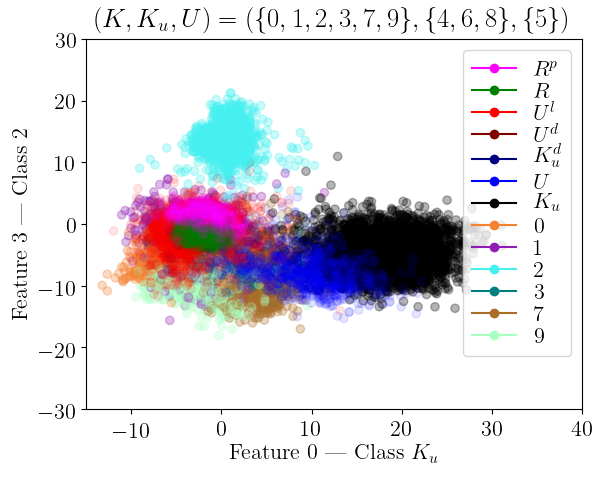 (K, K_u, U) = ({0, 1, 2, 3, 7, 9}, {4, 6, 8}, {5})
30
20
10
0
−10
−20
−30
Feature 3 — Class 2
R^p
R
U^l
U^d
K_u^d
U
K_u
0
1
2
3
7
9
−10
0
10
20
30
40
Feature 0 — Class K_u